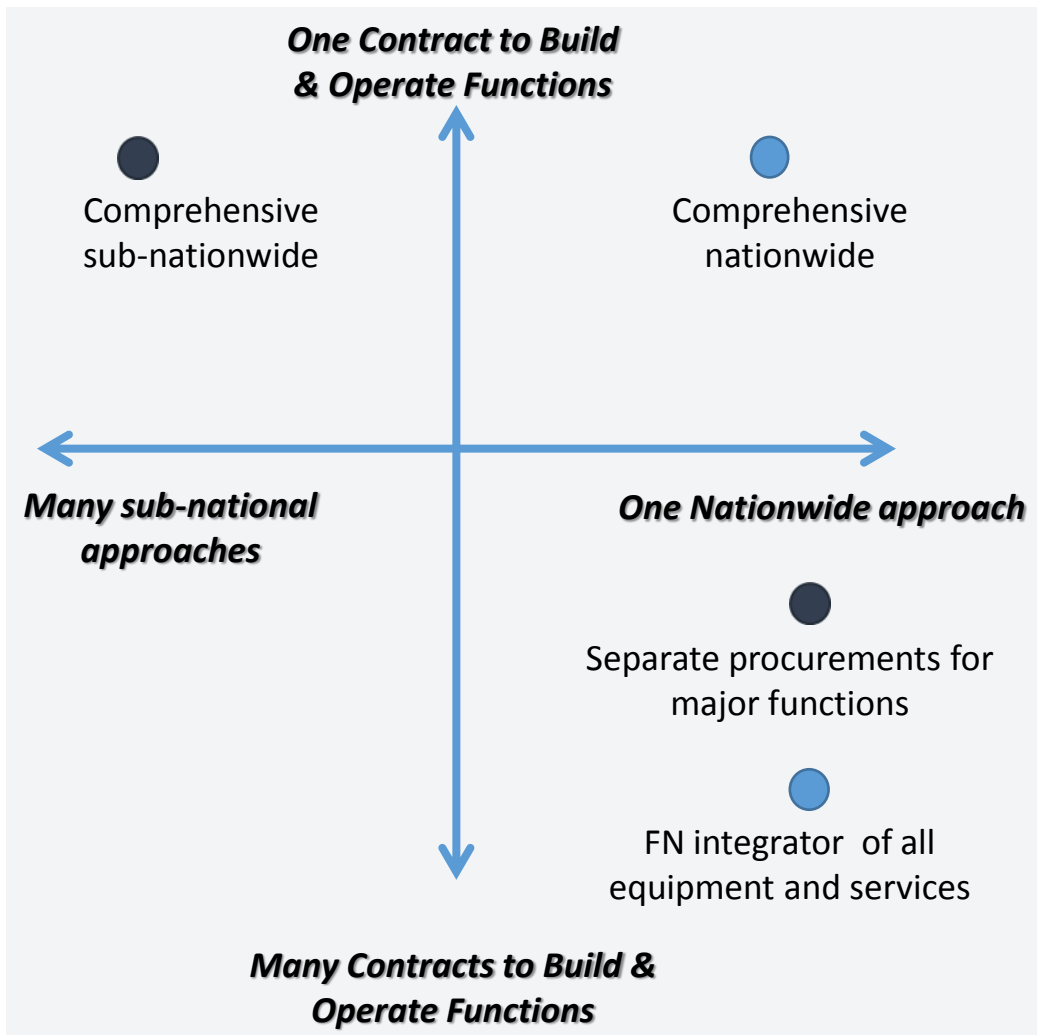 One Contract to Build
& Operate Functions
Comprehensive
sub-nationwide
Comprehensive
nationwide
Many sub-national
approaches
One Nationwide approach
Separate procurements for
major functions
FN integrator  of all
equipment and services
Many Contracts to Build &
Operate Functions